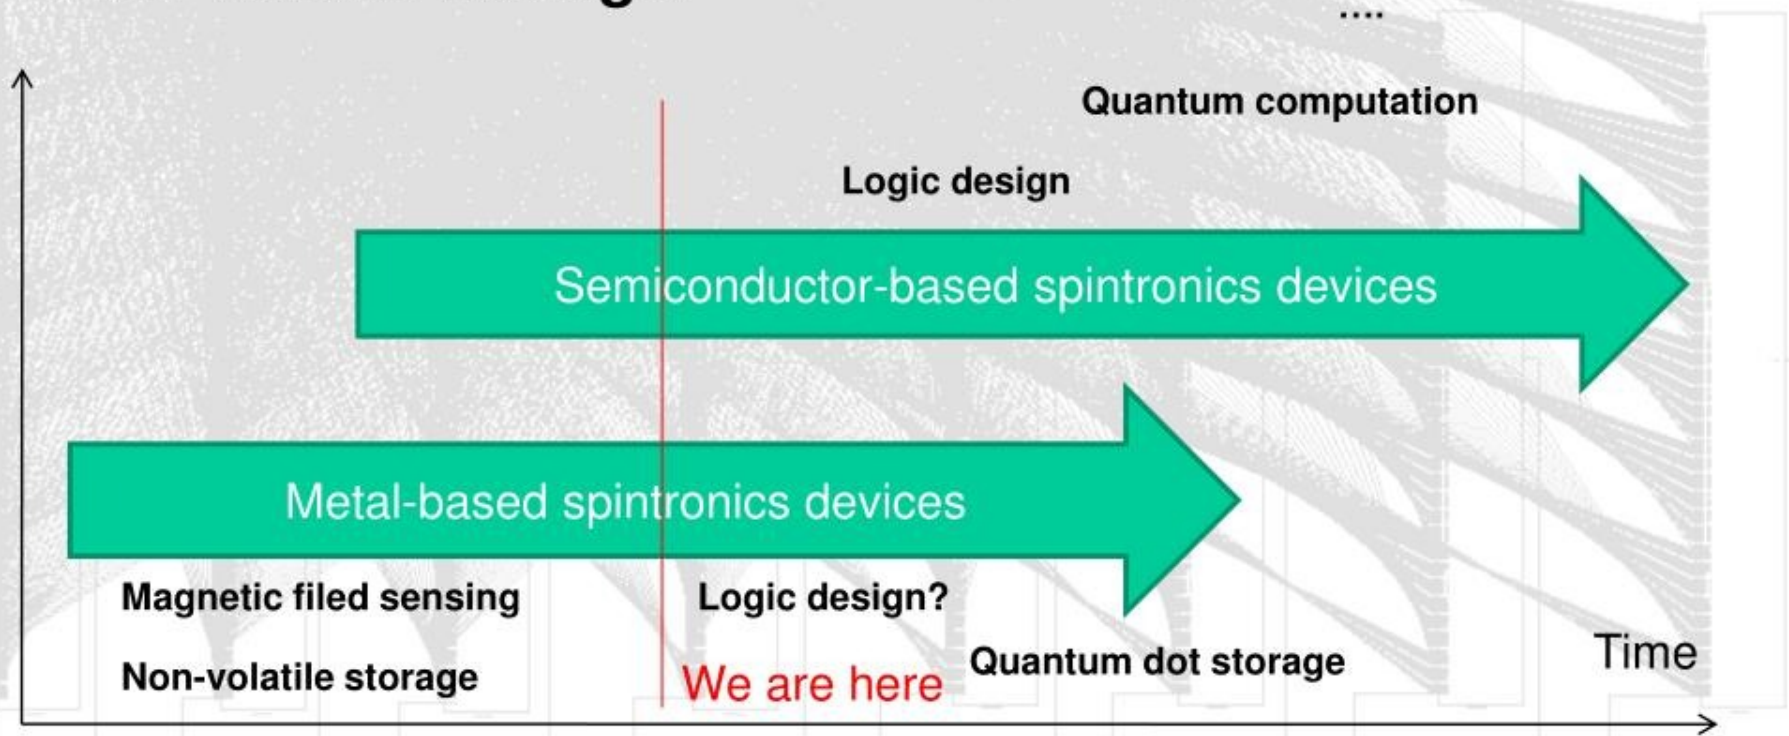 ....
Quantum computation
Logic design
Semiconductor-based spintronics devices
Metal-based spintronics devices
Magnetic filed sensing
Logic design?
Non-volatile storage
We are here
Quantum dot storage
Time